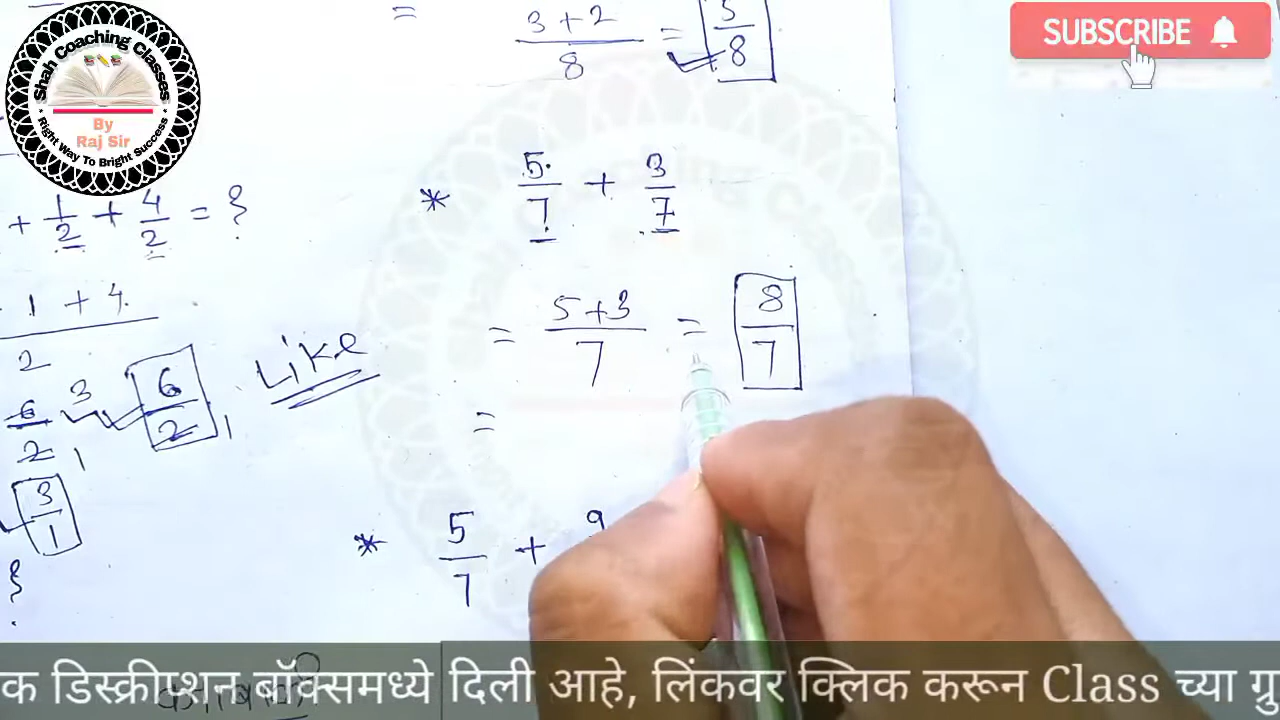 Shah Coaching Classes
By
Raj Sir
Right Way To Bright Success
SUBSCRIBE
= 3 + 2 / 8 = 5 / 8
* 5/7 + 3/7
= 5+3 / 7 = 8/7
=
* 5/7 +
+ 1/2 + 4/2 = ?
1 + 4
2
6/2 3 1 6/2 1
3/1
?
Like
क डिस्क्रीप्शन बॉक्समध्ये दिली आहे, लिंकवर क्लिक करून Class च्या ग्रु